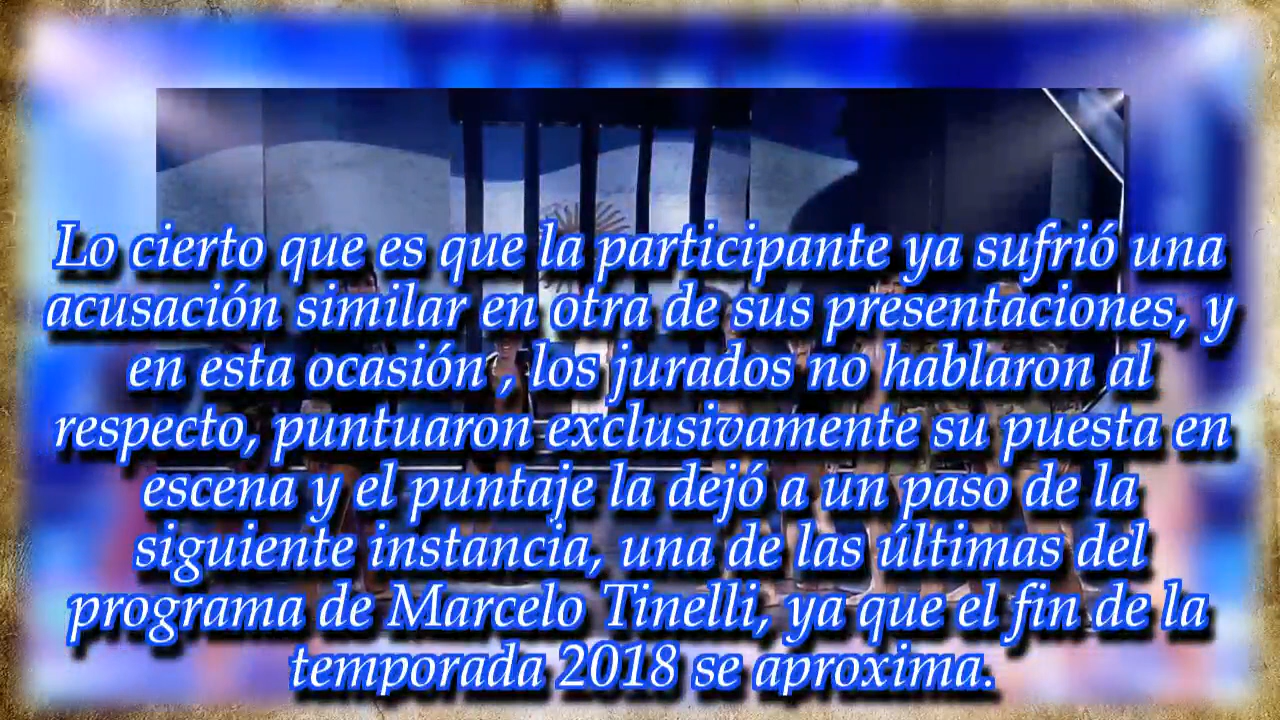 Lo cierto que es que la participante ya sufrió una
acusación similar en otra de sus presentaciones, y
en esta ocasión , los jurados no hablaron al
respecto, puntuaron exclusivamente su puesta en
escena y el puntaje la dejó a un paso de la
siguiente instancia, una de las últimas del
programa de Marcelo Tinelli, ya que el fin de la
temporada 2018 se aproxima.